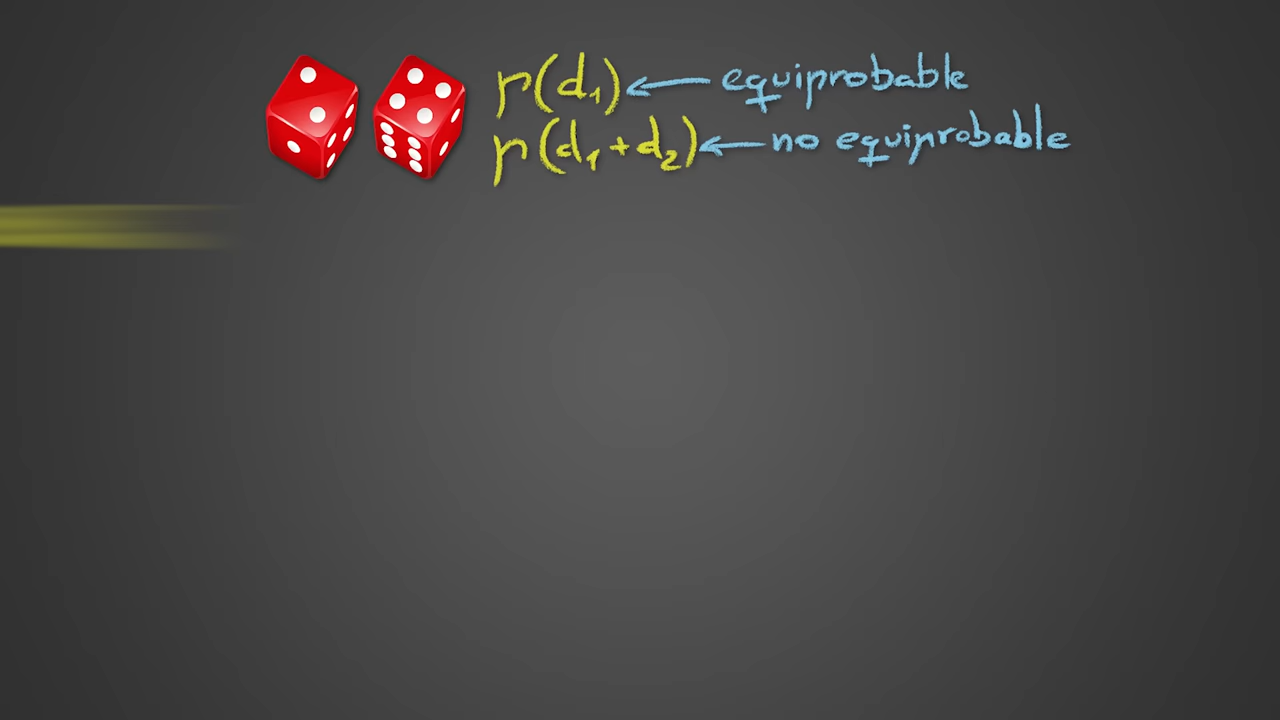 p(d₁) ← equiprobable
p(d₁+d₂) ← no equiprobable